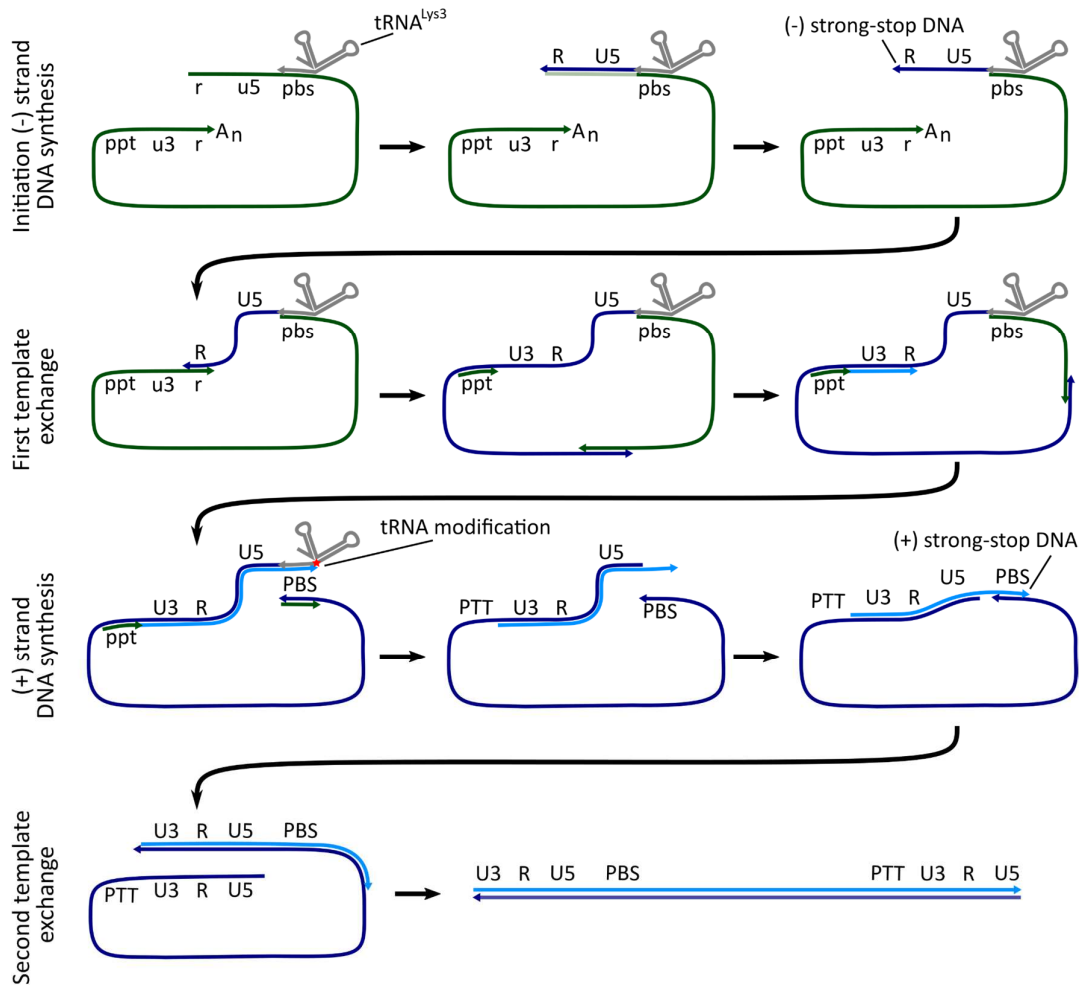 Initiation (-) strand
DNA synthesis
tRNALys3
r u5 pbs
ppt u3 r An
R U5
pbs
ppt u3 r An
(-) strong-stop DNA
R U5
pbs
ppt u3 r An
First template
exchange
U5
pbs
R
ppt u3 r
U5
pbs
U3 R
ppt
U5
pbs
U3 R
ppt
(+) strand
DNA synthesis
tRNA modification
U5
PBS
U3 R
ppt
U5
PBS
PTT U3 R
(+) strong-stop DNA
U5 PBS
PTT U3 R
Second template
exchange
U3 R U5 PBS
PTT U3 R U5
U3 R U5 PBS PTT U3 R U5